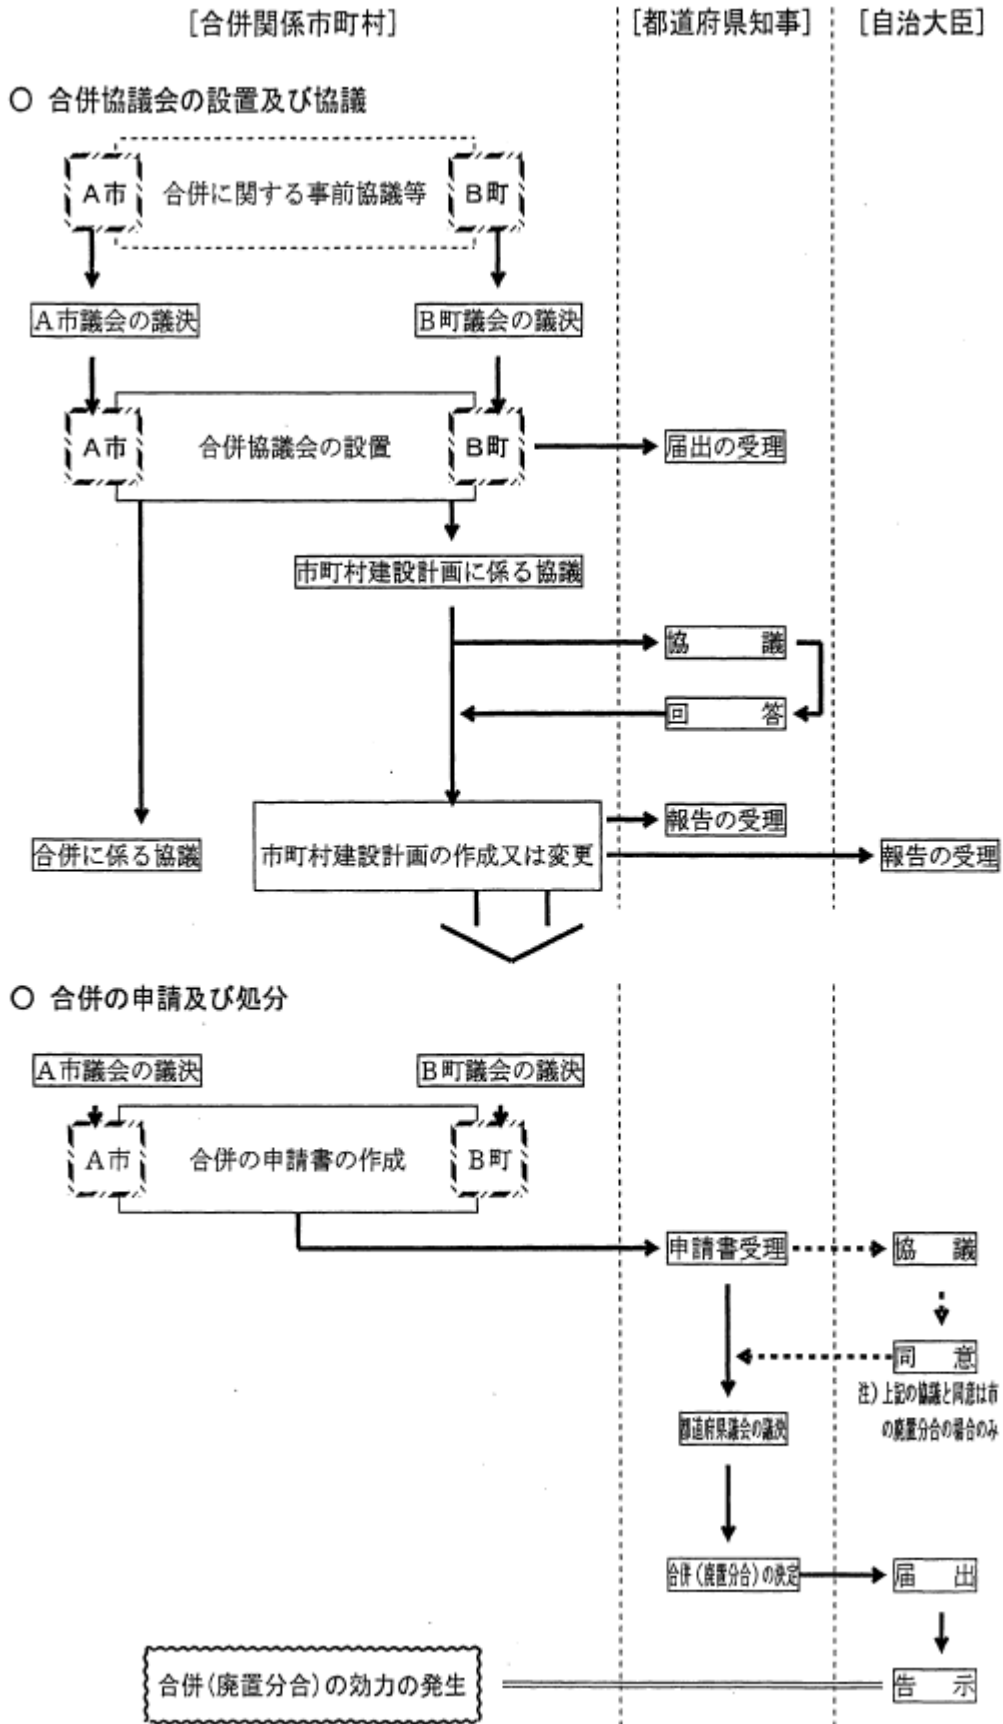 [合併関係市町村] [都道府県知事] [自治大臣]
○ 合併協議会の設置及び協議
A市 合併に関する事前協議等 B町
A市議会の議決 B町議会の議決
A市 合併協議会の設置 B町 届出の受理
市町村建設計画に係る協議
協 議
回 答
報告の受理
合併に係る協議 市町村建設計画の作成又は変更 報告の受理
○ 合併の申請及び処分
A市議会の議決 B町議会の議決
A市 合併の申請書の作成 B町
申請書受理 協 議
同 意
注)上記の協議と同意は市
の廃置分合の場合のみ
都道府県議会の議決
合併(廃置分合)の決定 届 出
合併(廃置分合)の効力の発生 告 示